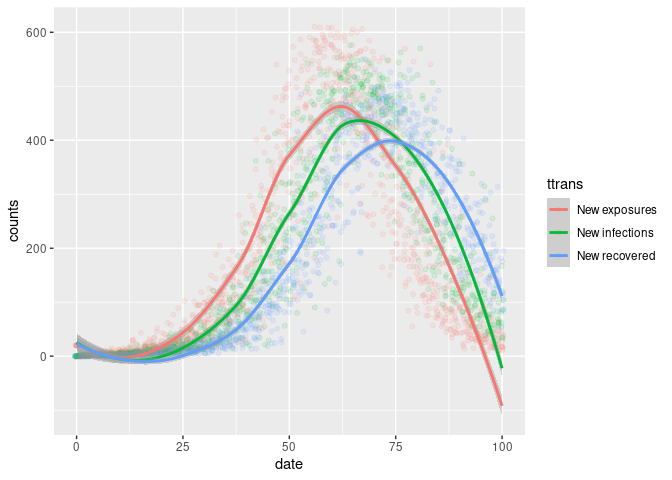 600
400
200
0
counts
0 25 50 75 100
date
ttrans
New exposures
New infections
New recovered